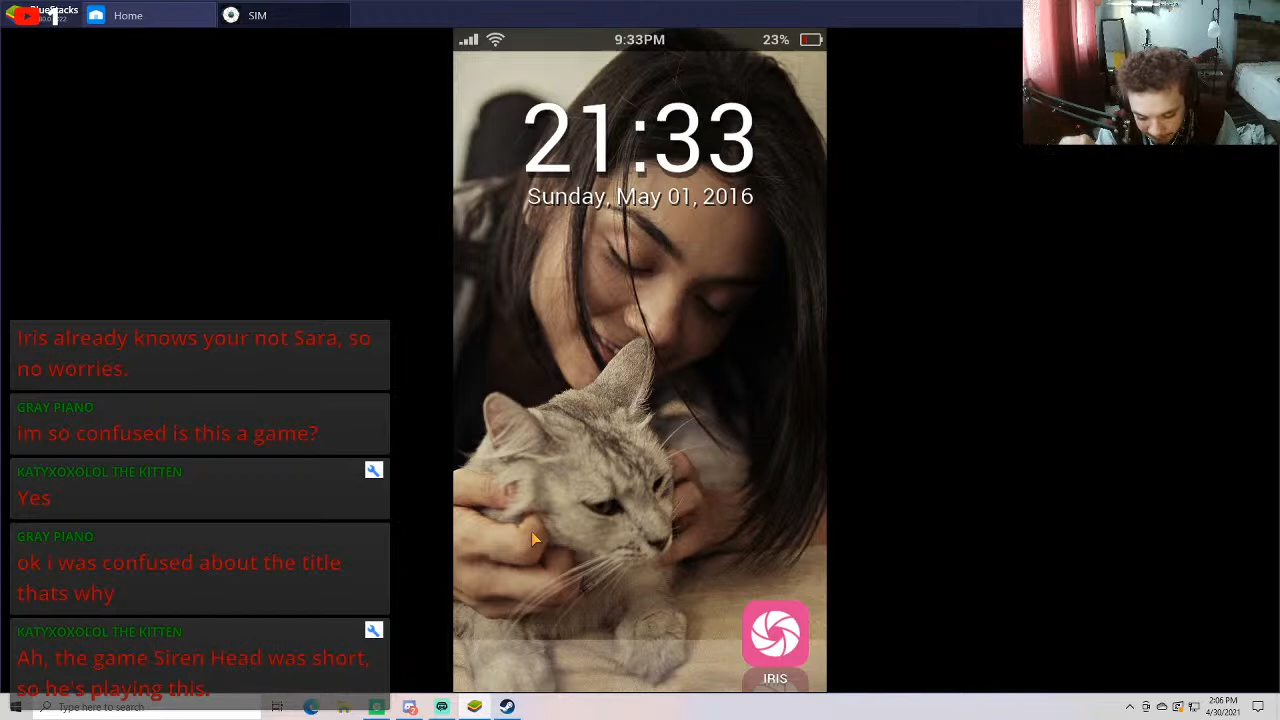 BlueStacks
Home
SIM
9:33PM
23%
21:33
Sunday, May 01, 2016
Iris already knows your not Sara, so
no worries.
GRAY PIANO
im so confused is this a game?
KATYXOXOLOL THE KITTEN
Yes
GRAY PIANO
ok i was confused about the title
thats why
KATYXOXOLOL THE KITTEN
Ah, the game Siren Head was short,
so he's playing this.
IRIS
Type here to search
2:06 PM
4/30/2021